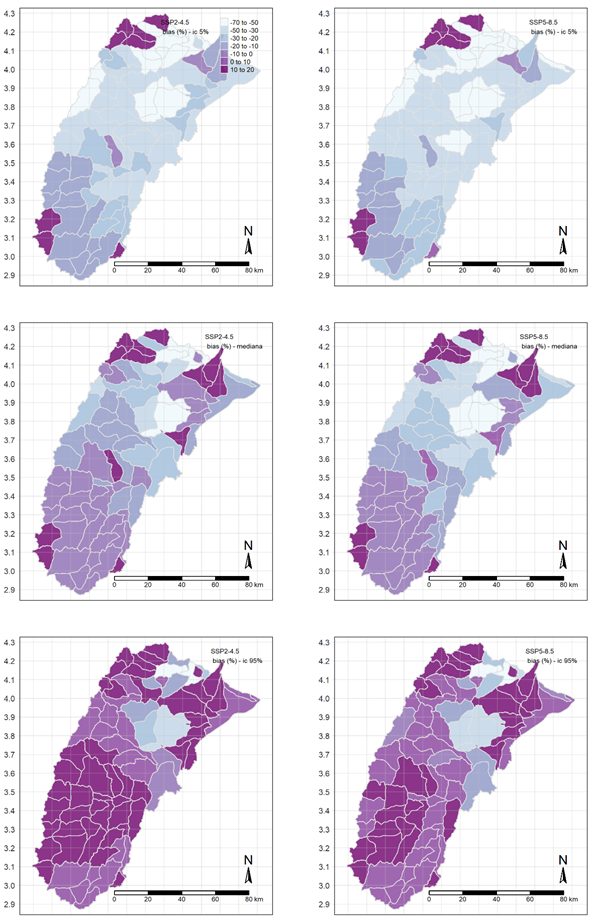 SSP2-4.5
bias (%) - ic 5%
-70 to -50
-50 to -30
-30 to -20
-20 to -10
-10 to 0
0 to 10
10 to 20
4.3
4.2
4.1
4.0
3.9
3.8
3.7
3.6
3.5
3.4
3.3
3.2
3.1
3.0
2.9
N
0 20 40 60 80 km
SSP5-8.5
bias (%) - ic 5%
4.3
4.2
4.1
4.0
3.9
3.8
3.7
3.6
3.5
3.4
3.3
3.2
3.1
3.0
2.9
N
0 20 40 60 80 km
SSP2-4.5
bias (%) - mediana
4.3
4.2
4.1
4.0
3.9
3.8
3.7
3.6
3.5
3.4
3.3
3.2
3.1
3.0
2.9
N
0 20 40 60 80 km
SSP5-8.5
bias (%) - mediana
4.3
4.2
4.1
4.0
3.9
3.8
3.7
3.6
3.5
3.4
3.3
3.2
3.1
3.0
2.9
N
0 20 40 60 80 km
SSP2-4.5
bias (%) - ic 95%
4.3
4.2
4.1
4.0
3.9
3.8
3.7
3.6
3.5
3.4
3.3
3.2
3.1
3.0
2.9
N
0 20 40 60 80 km
SSP5-8.5
bias (%) - ic 95%
4.3
4.2
4.1
4.0
3.9
3.8
3.7
3.6
3.5
3.4
3.3
3.2
3.1
3.0
2.9
N
0 20 40 60 80 km